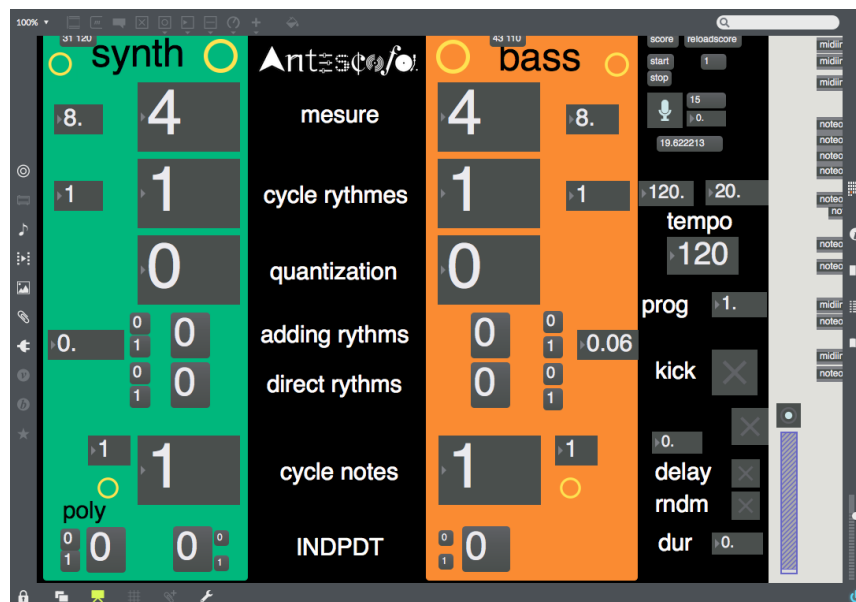 100%
31 120
synth
Antescofo.
43 110
bass
score
reloadscore
start
1
stop
8.
4
mesure
4
8.
15
0.
19.622213
1
1
cycle rythmes
1
1
120.
20.
tempo
120
0
quantization
0
prog
1.
0.
0
1
0
adding rythms
0
0
1
0.06
0
1
0
direct rythms
0
0
1
kick
1
1
cycle notes
1
1
0.
delay
rndm
poly
0
1
0
0
0
1
INDPDT
0
1
0
dur
0.
midiin
midiin
midiin